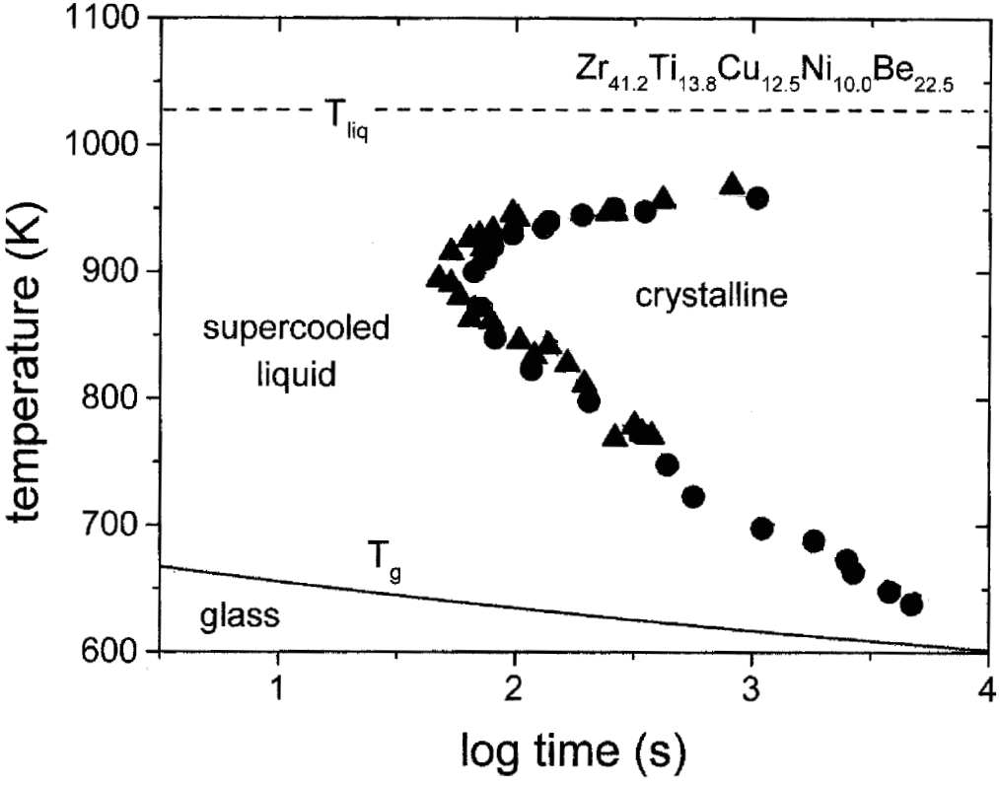 1100
Zr41.2Ti13.8Cu12.5Ni10.0Be22.5
Tliq
1000
900
crystalline
supercooled
liquid
800
700
Tg
glass
600
1 2 3 4
temperature (K)
log time (s)